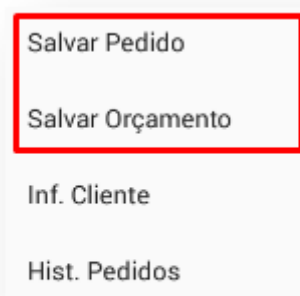 Salvar Pedido
Salvar Orçamento
Inf. Cliente
Hist. Pedidos